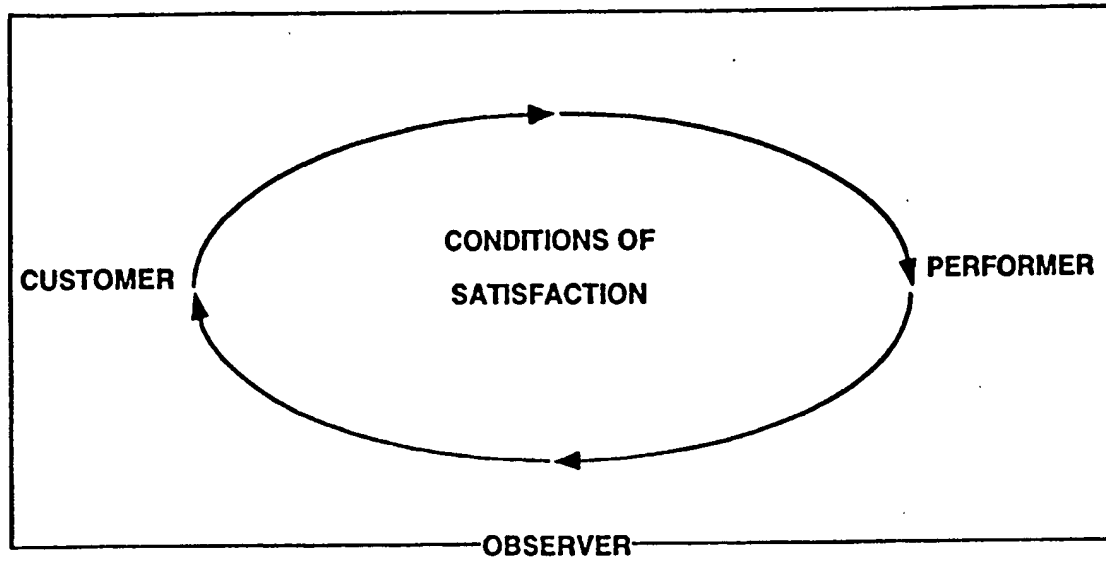 CONDITIONS OF
SATISFACTION
CUSTOMER
PERFORMER
OBSERVER